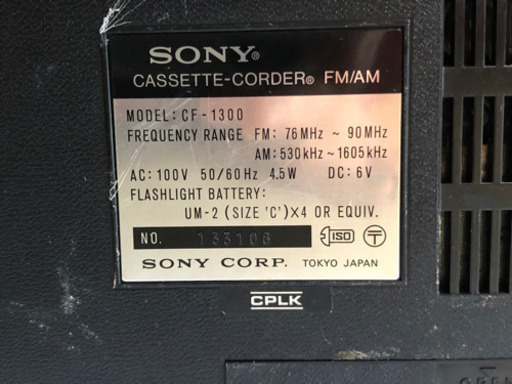 SONY®
CASSETTE-CORDER® FM/AM
MODEL: CF-1300
FREQUENCY RANGE FM: 76MHz ~ 90MHz
AM: 530kHz ~ 1605kHz
AC: 100V 50/60Hz 4.5W DC: 6V
FLASHLIGHT BATTERY:
UM-2 (SIZE 'C')×4 OR EQUIV.
NO. 133106
ISO
SONY CORP. TOKYO JAPAN
CPLK